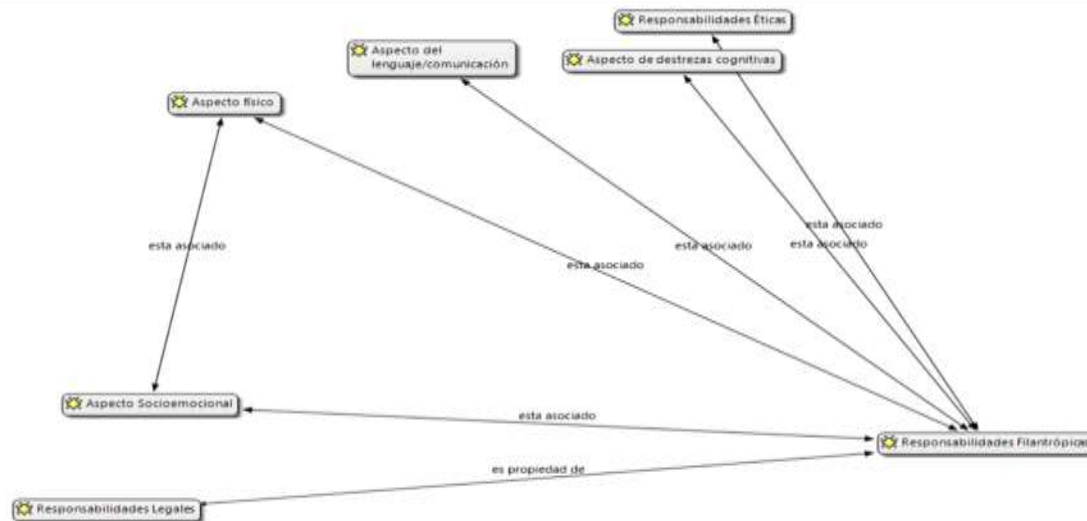 Responsabilidades Éticas
Aspecto del
lenguaje/comunicación
Aspecto de destrezas cognitivas
Aspecto físico
esta asociado
esta asociado
esta asociado
esta asociado
esta asociado
Aspecto Socioemocional
esta asociado
Responsabilidades Filantrópicas
es propiedad de
Responsabilidades Legales